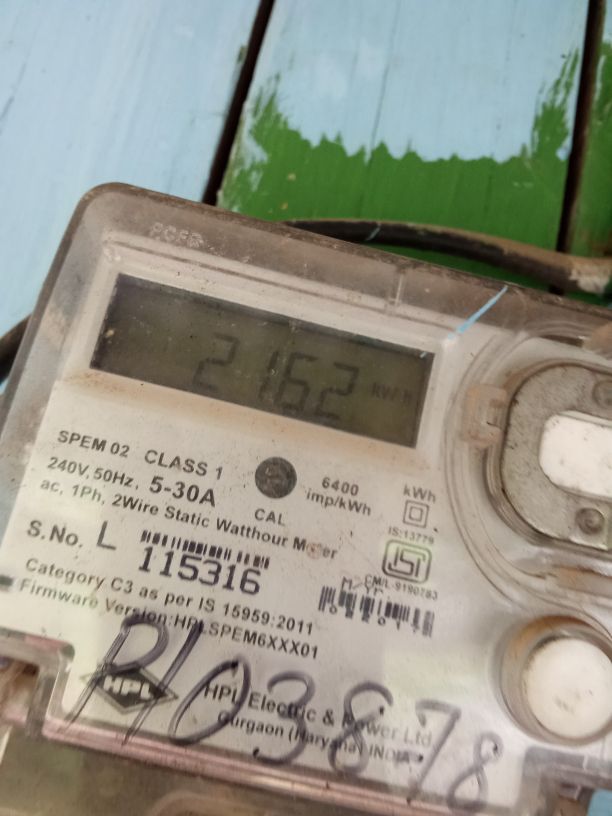 2162 kWh
SPEM 02 CLASS 1
240V, 50Hz, 5-30A
ac, 1Ph, 2Wire Static Watthour Meter
CAL
6400
imp/kWh
kWh
IS:13779
ISI
CM/L-9190783
S.No. L
115316
M/Yr.
Category C3 as per IS 15959:2011
Firmware Version:HPLSPEM6XXX01
HPL
HPL Electric & Power Ltd.
Gurgaon (Haryana) INDIA